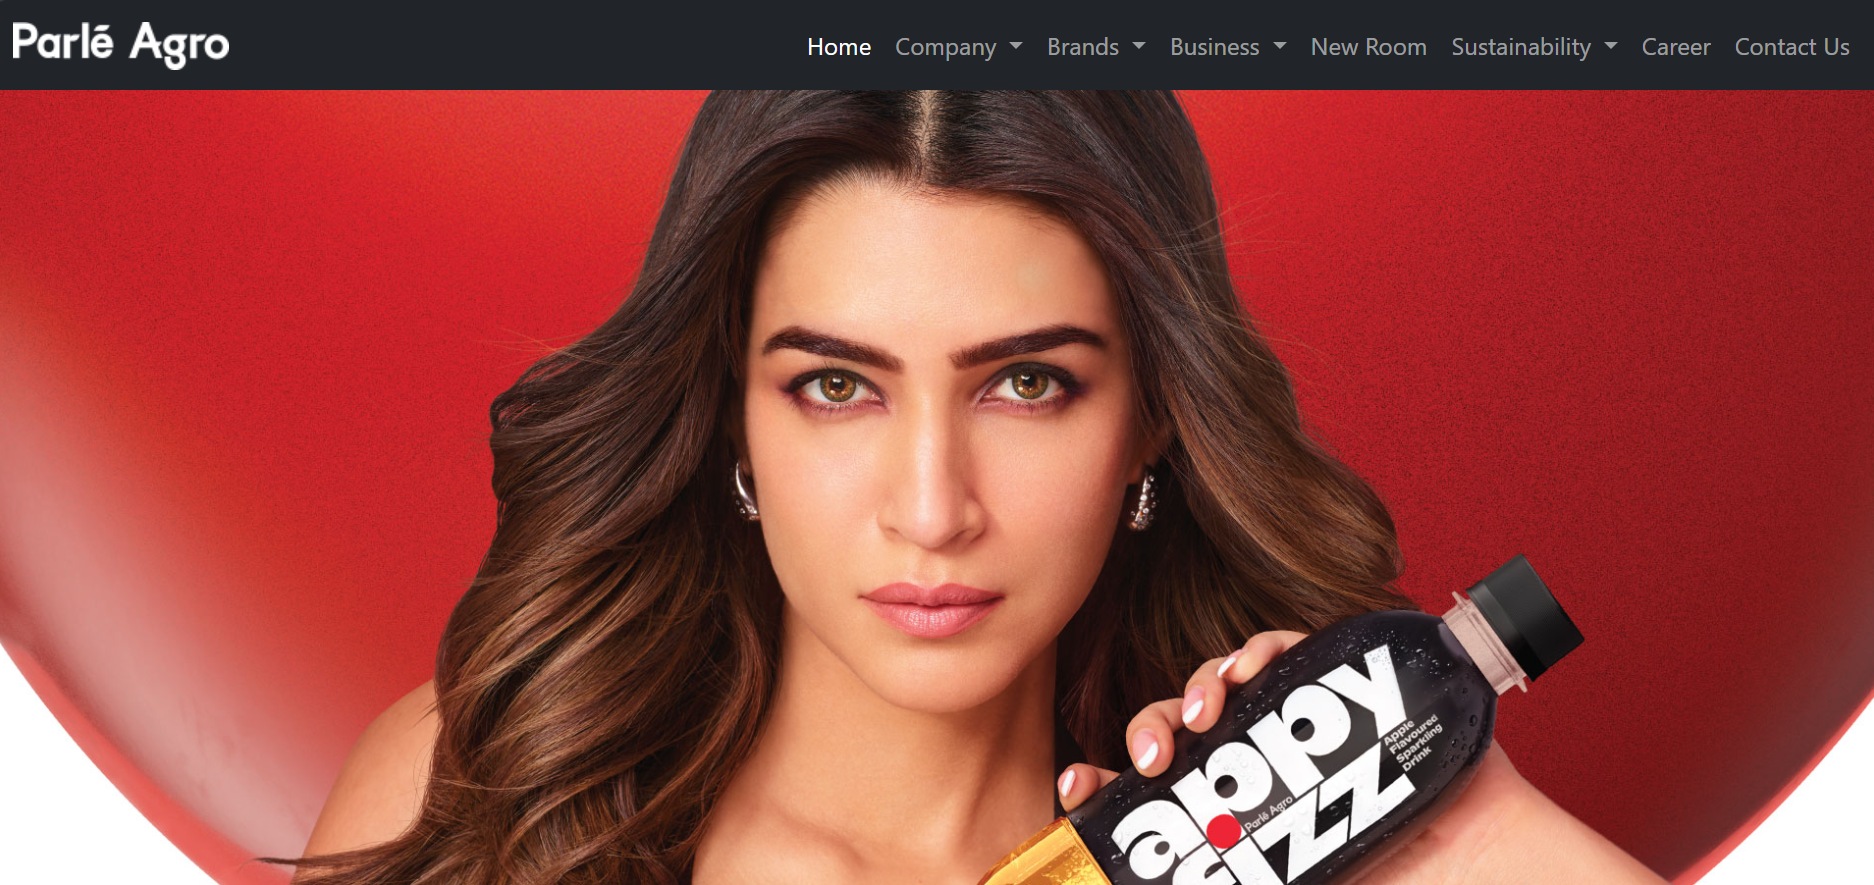 Parlé Agro
Home Company Brands Business New Room Sustainability Career Contact Us
appy
fizz
Apple
Flavoured
Sparkling
Drink
Parlé Agro